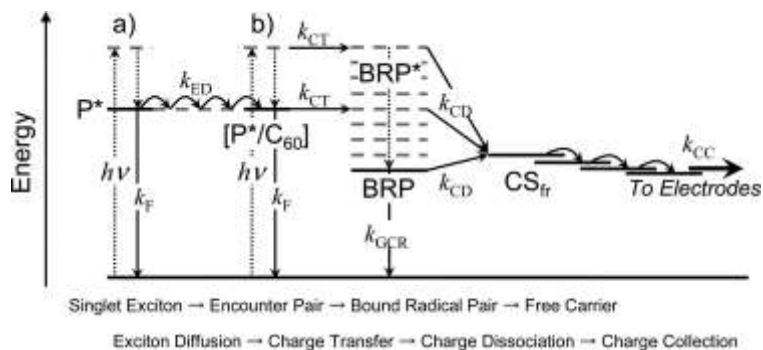 a)
b)
k_CT
k_ED
BRP*
P*
k_CT
k_CD
[P*/C₆₀]
k_CC
Energy
hν
k_F
hν
k_F
BRP
k_CD
CS_fr
To Electrodes
k_GCR
Singlet Exciton → Encounter Pair → Bound Radical Pair → Free Carrier
Exciton Diffusion → Charge Transfer → Charge Dissociation → Charge Collection